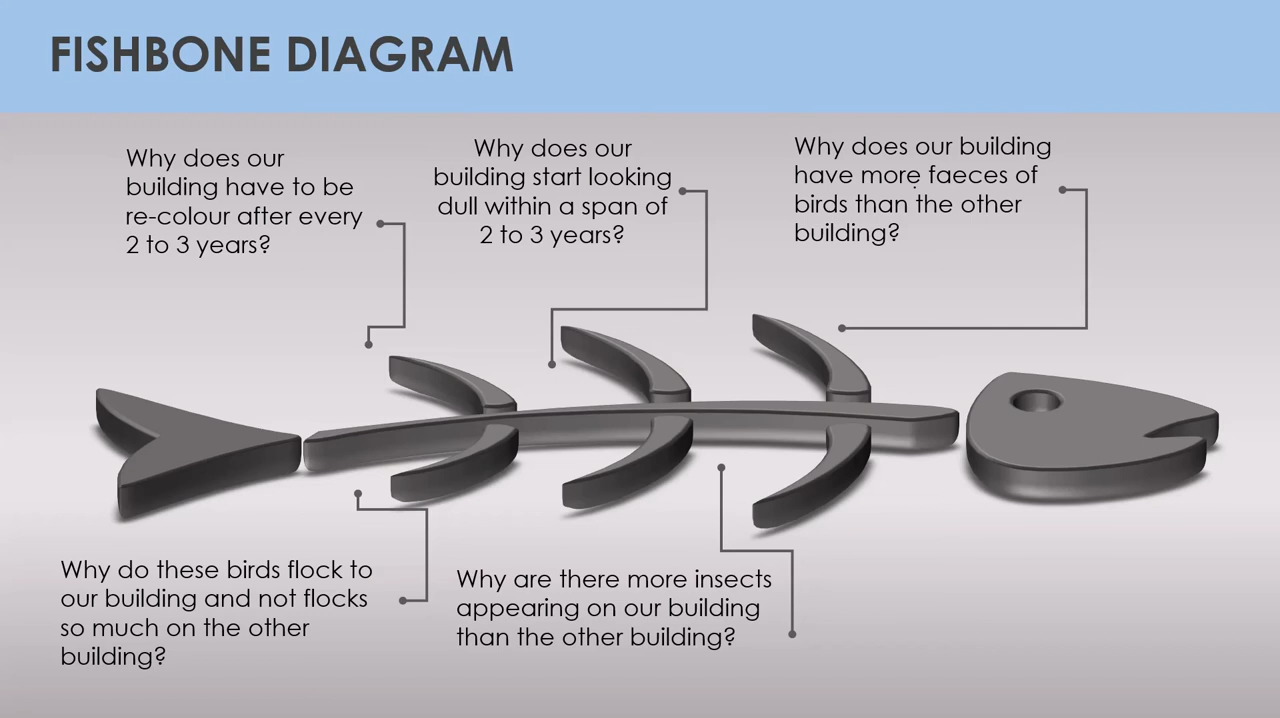 FISHBONE DIAGRAM
Why does our
building have to be
re-colour after every
2 to 3 years?
Why does our
building start looking
dull within a span of
2 to 3 years?
Why does our building
have more faeces of
birds than the other
building?
Why do these birds flock to
our building and not flocks
so much on the other
building?
Why are there more insects
appearing on our building
than the other building?